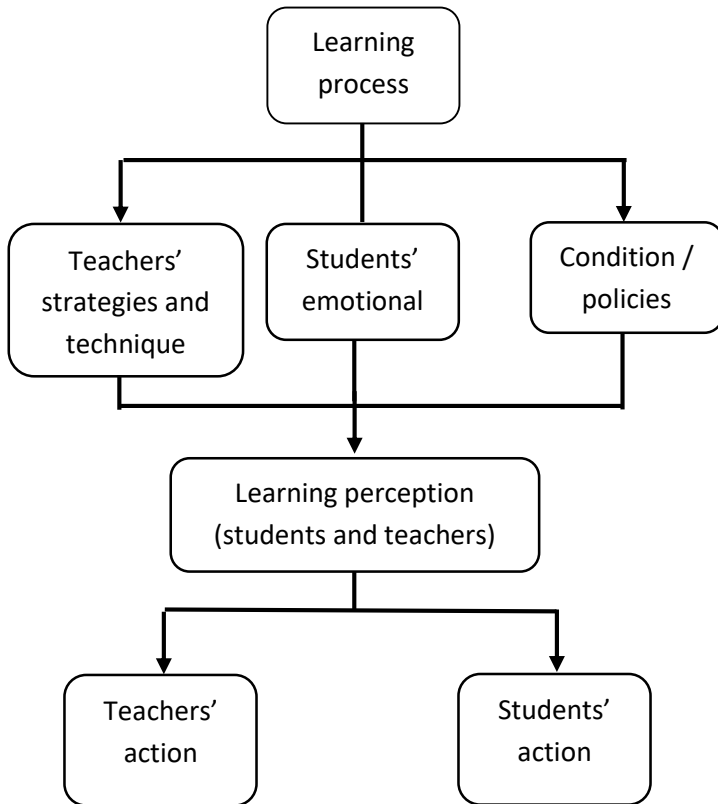 Learning
process
Teachers’
strategies and
technique
Students’
emotional
Condition /
policies
Learning perception
(students and teachers)
Teachers’
action
Students’
action